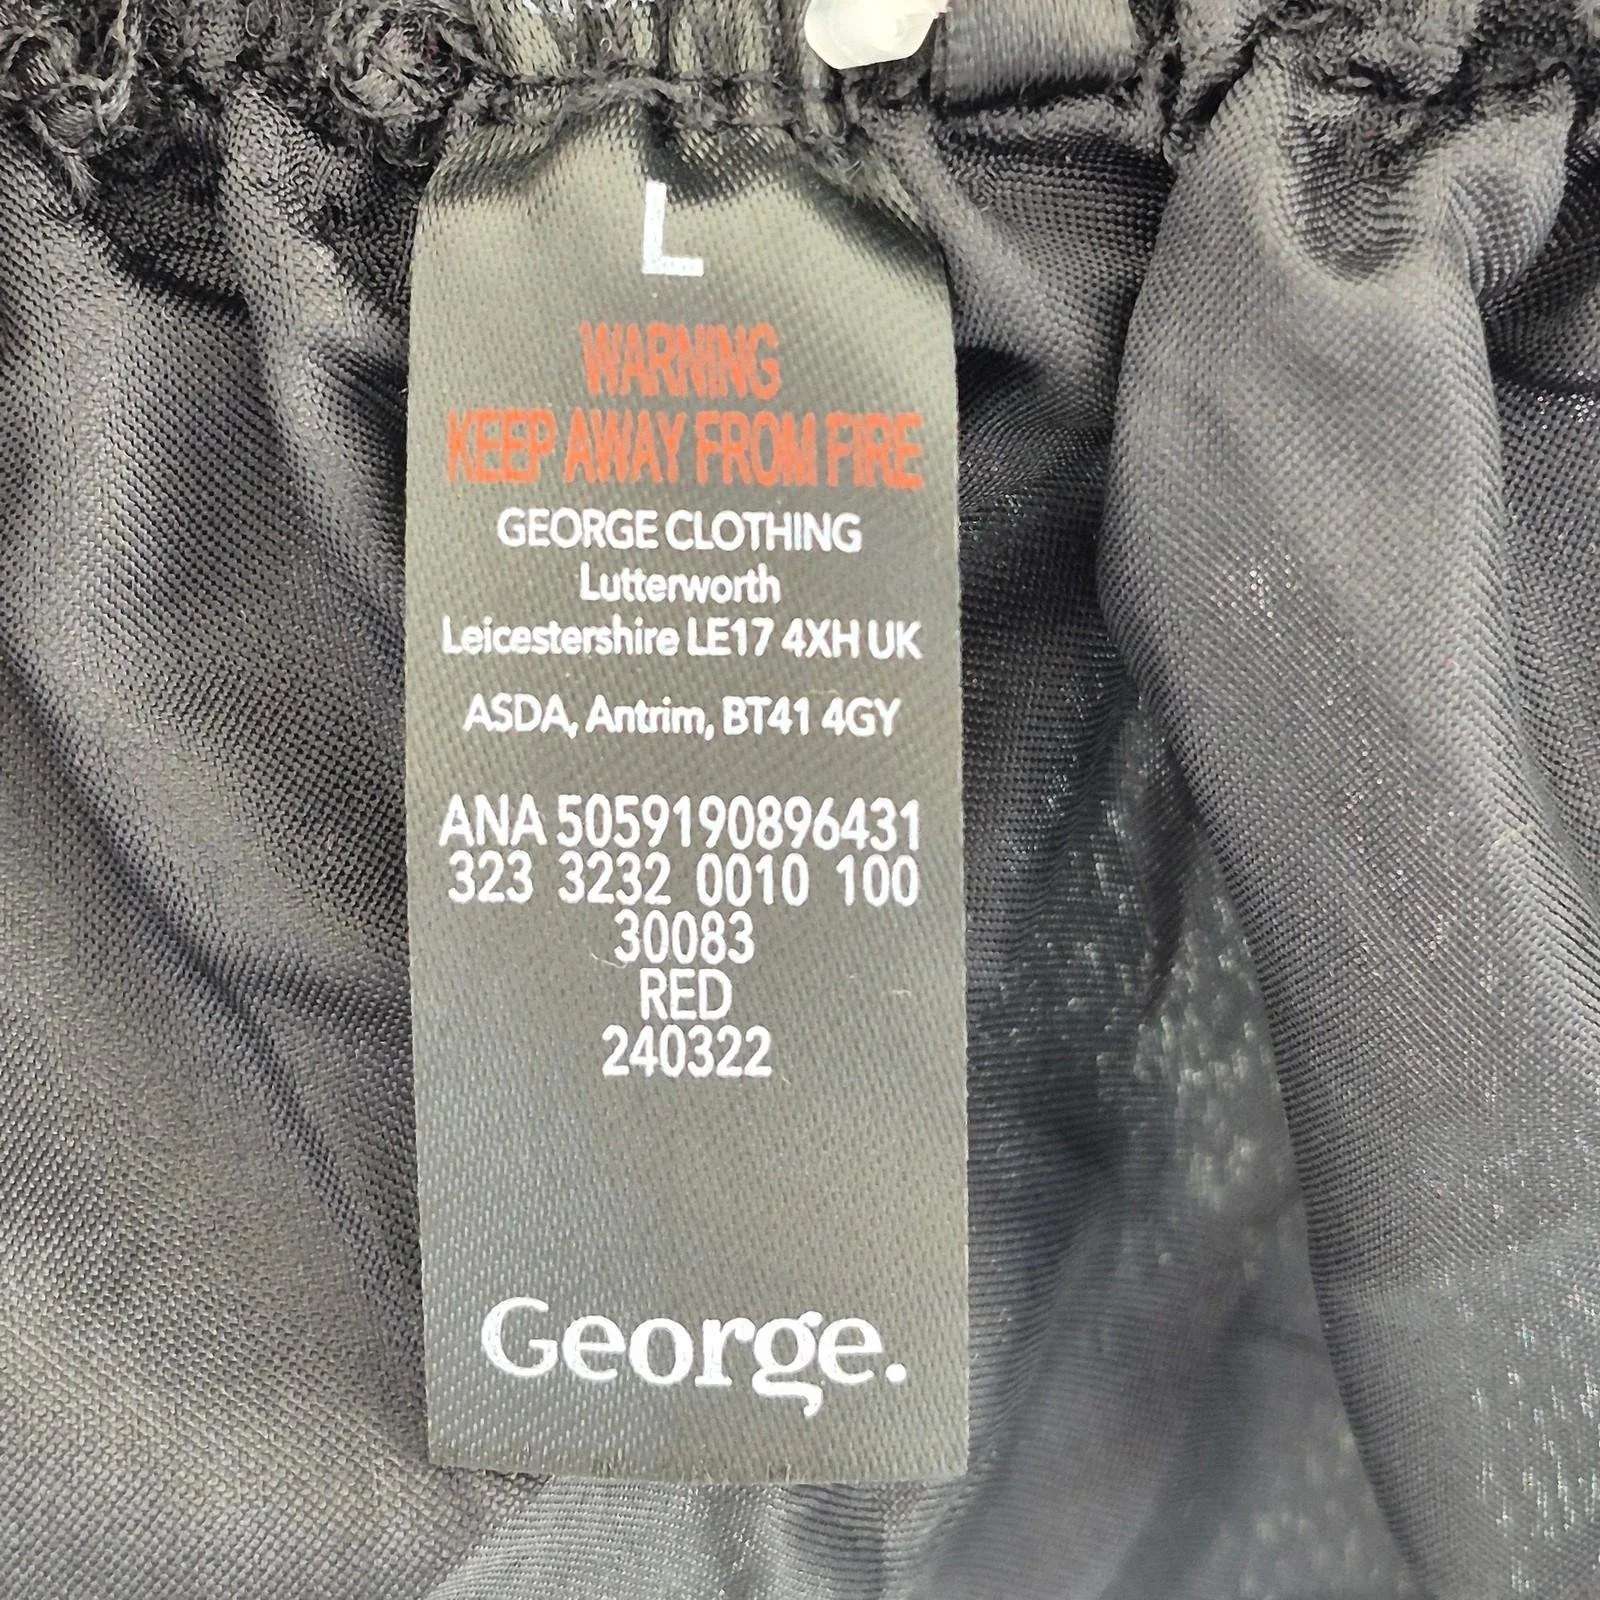 L
WARNING
KEEP AWAY FROM FIRE
GEORGE CLOTHING
Lutterworth
Leicestershire LE17 4XH UK
ASDA, Antrim, BT41 4GY
ANA 5059190896431
323 3232 0010 100
30083
RED
240322
George.